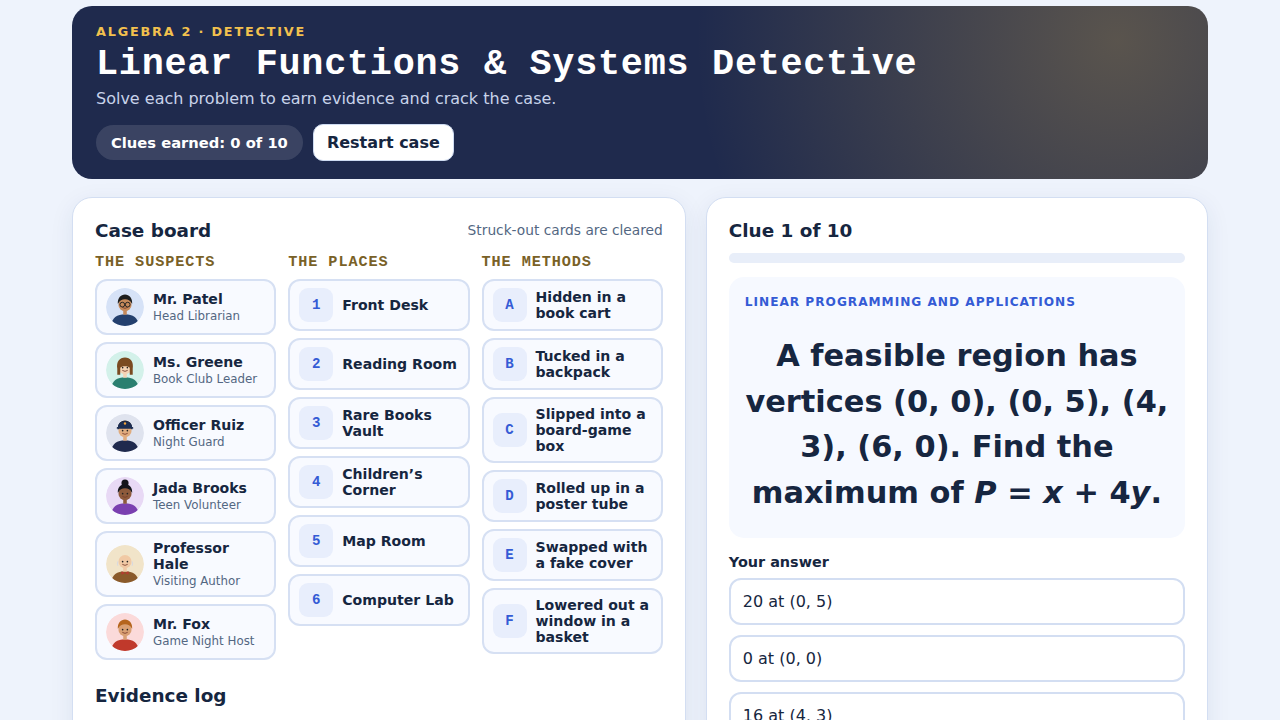 ALGEBRA 2 · DETECTIVE
Linear Functions & Systems Detective
Solve each problem to earn evidence and crack the case.
Clues earned: 0 of 10
Restart case
Case board
Struck-out cards are cleared
THE SUSPECTS
Mr. Patel
Head Librarian
Ms. Greene
Book Club Leader
Officer Ruiz
Night Guard
Jada Brooks
Teen Volunteer
Professor
Hale
Visiting Author
Mr. Fox
Game Night Host
THE PLACES
1
Front Desk
2
Reading Room
3
Rare Books
Vault
4
Children’s
Corner
5
Map Room
6
Computer Lab
THE METHODS
A
Hidden in a
book cart
B
Tucked in a
backpack
C
Slipped into a
board-game
box
D
Rolled up in a
poster tube
E
Swapped with
a fake cover
F
Lowered out a
window in a
basket
Evidence log
Clue 1 of 10
LINEAR PROGRAMMING AND APPLICATIONS
A feasible region has
vertices (0, 0), (0, 5), (4,
3), (6, 0). Find the
maximum of P = x + 4y.
Your answer
20 at (0, 5)
0 at (0, 0)
16 at (4, 3)